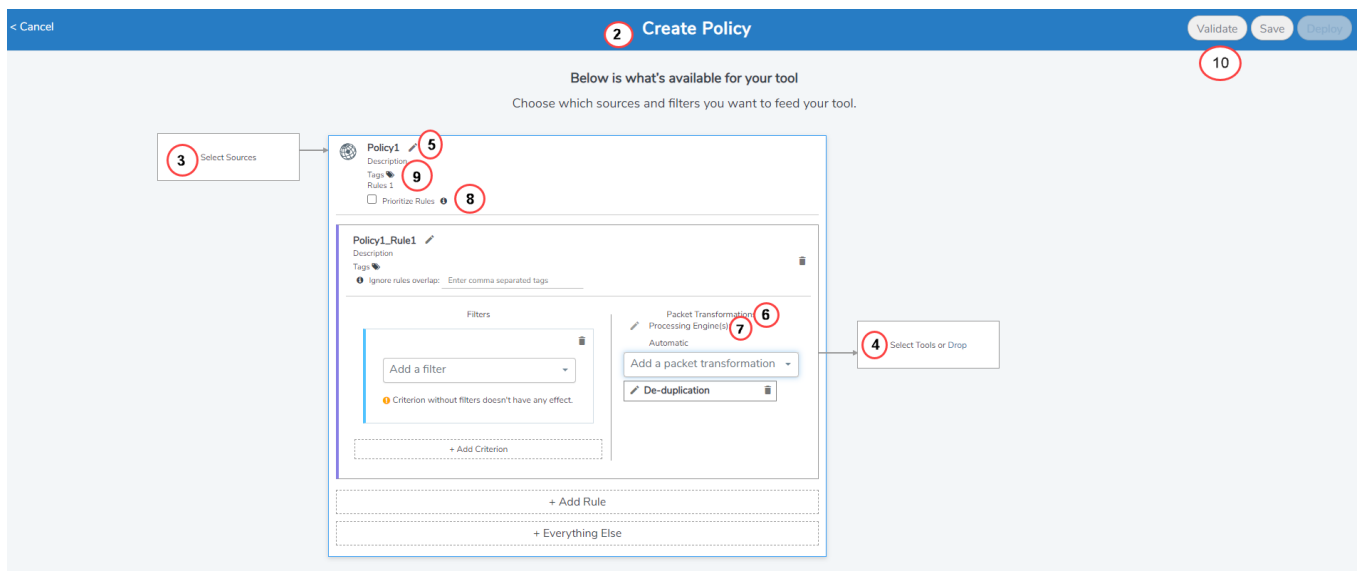 < Cancel
2 Create Policy
Validate Save Deploy
10
Below is what's available for your tool
Choose which sources and filters you want to feed your tool.
3 Select Sources
Policy1 5
Description
Tags 9
Rules 1
Prioritize Rules 8
Policy1_Rule1
Description
Tags
Ignore rules overlap: Enter comma separated tags
Filters
Add a filter
Criterion without filters doesn't have any effect.
+ Add Criterion
Packet Transformations 6
Processing Engine(s) 7
Automatic
Add a packet transformation
De-duplication
4 Select Tools or Drop
+ Add Rule
+ Everything Else